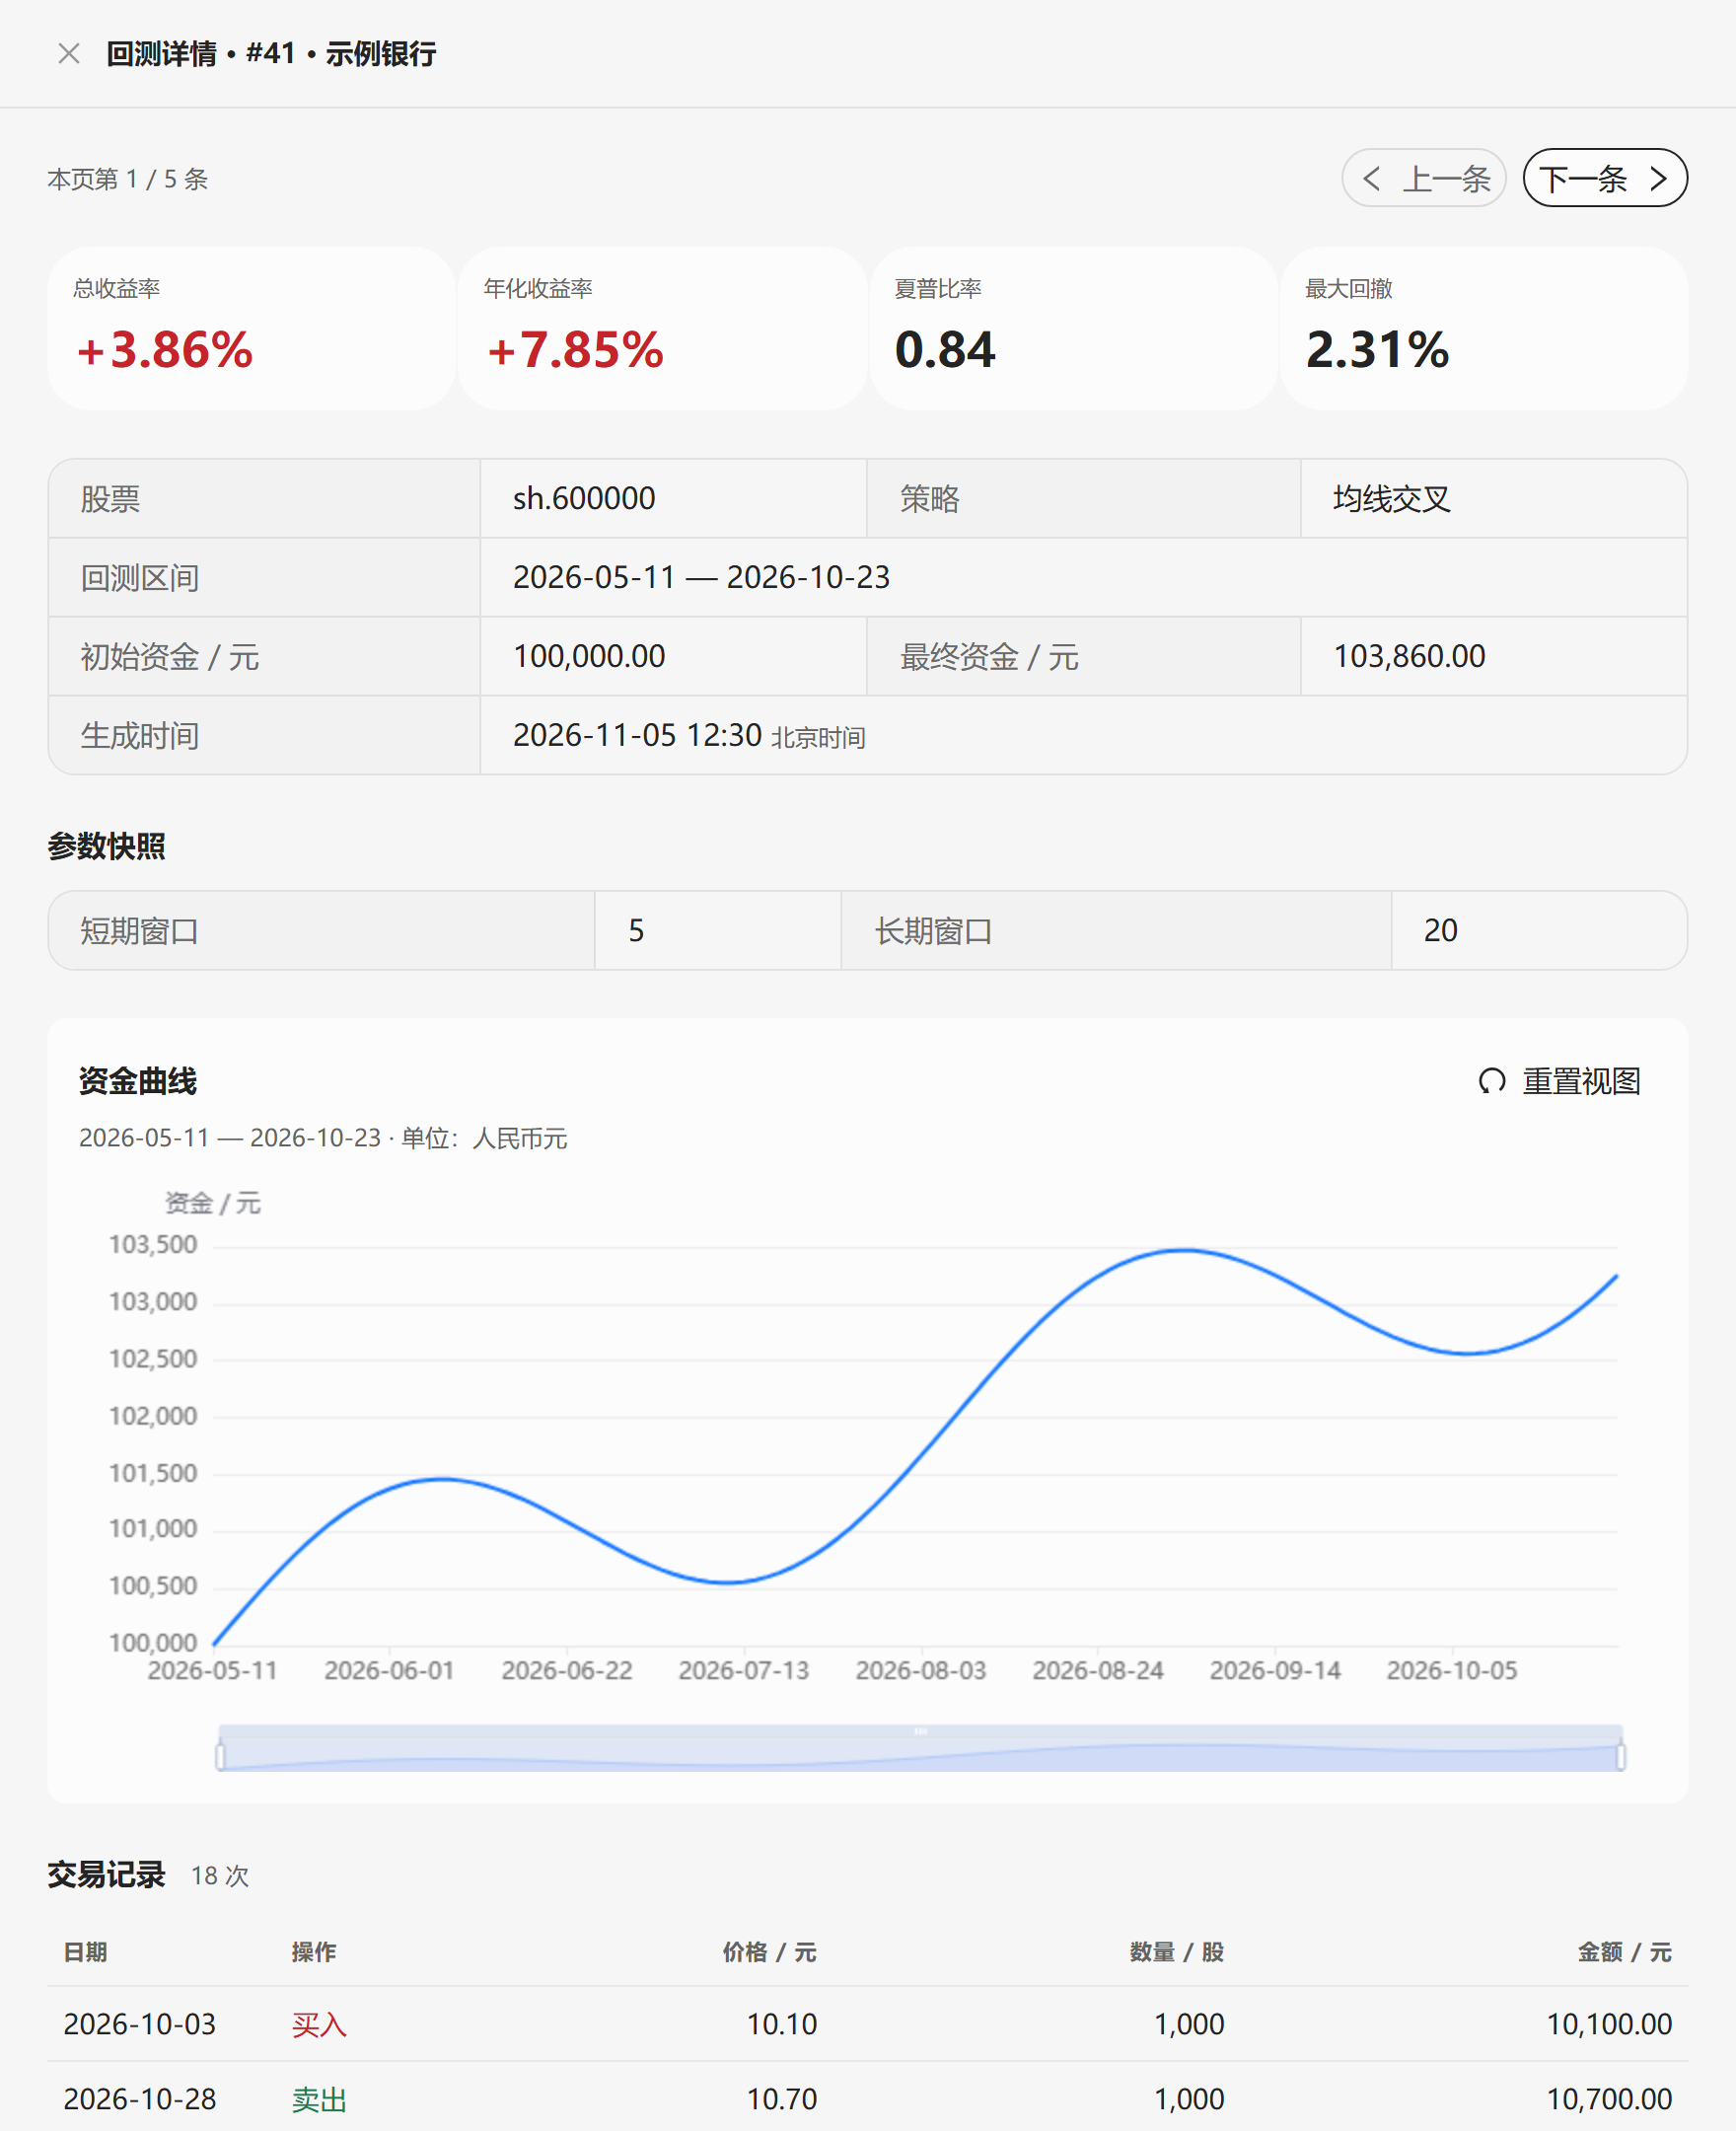 回测详情 • #41 • 示例银行
本页第 1 / 5 条
上一条
下一条
总收益率
年化收益率
夏普比率
最大回撤
+3.86%
+7.85%
0.84
2.31%
股票 sh.600000 策略 均线交叉
回测区间 2026-05-11 — 2026-10-23
初始资金 / 元 100,000.00 最终资金 / 元 103,860.00
生成时间 2026-11-05 12:30 北京时间
参数快照
短期窗口 5 长期窗口 20
资金曲线
重置视图
2026-05-11 — 2026-10-23 · 单位：人民币元
资金 / 元
103,500
103,000
102,500
102,000
101,500
101,000
100,500
100,000
2026-05-11 2026-06-01 2026-06-22 2026-07-13 2026-08-03 2026-08-24 2026-09-14 2026-10-05
交易记录 18 次
日期 操作 价格 / 元 数量 / 股 金额 / 元
2026-10-03 买入 10.10 1,000 10,100.00
2026-10-28 卖出 10.70 1,000 10,700.00